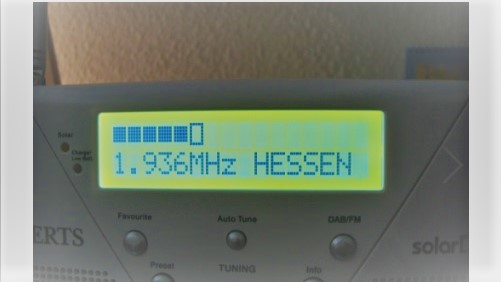 Solar
1.936MHz HESSEN
Favourite
Auto Tune
DAB/FM
ERTS
solar
Preset
TUNING
Info